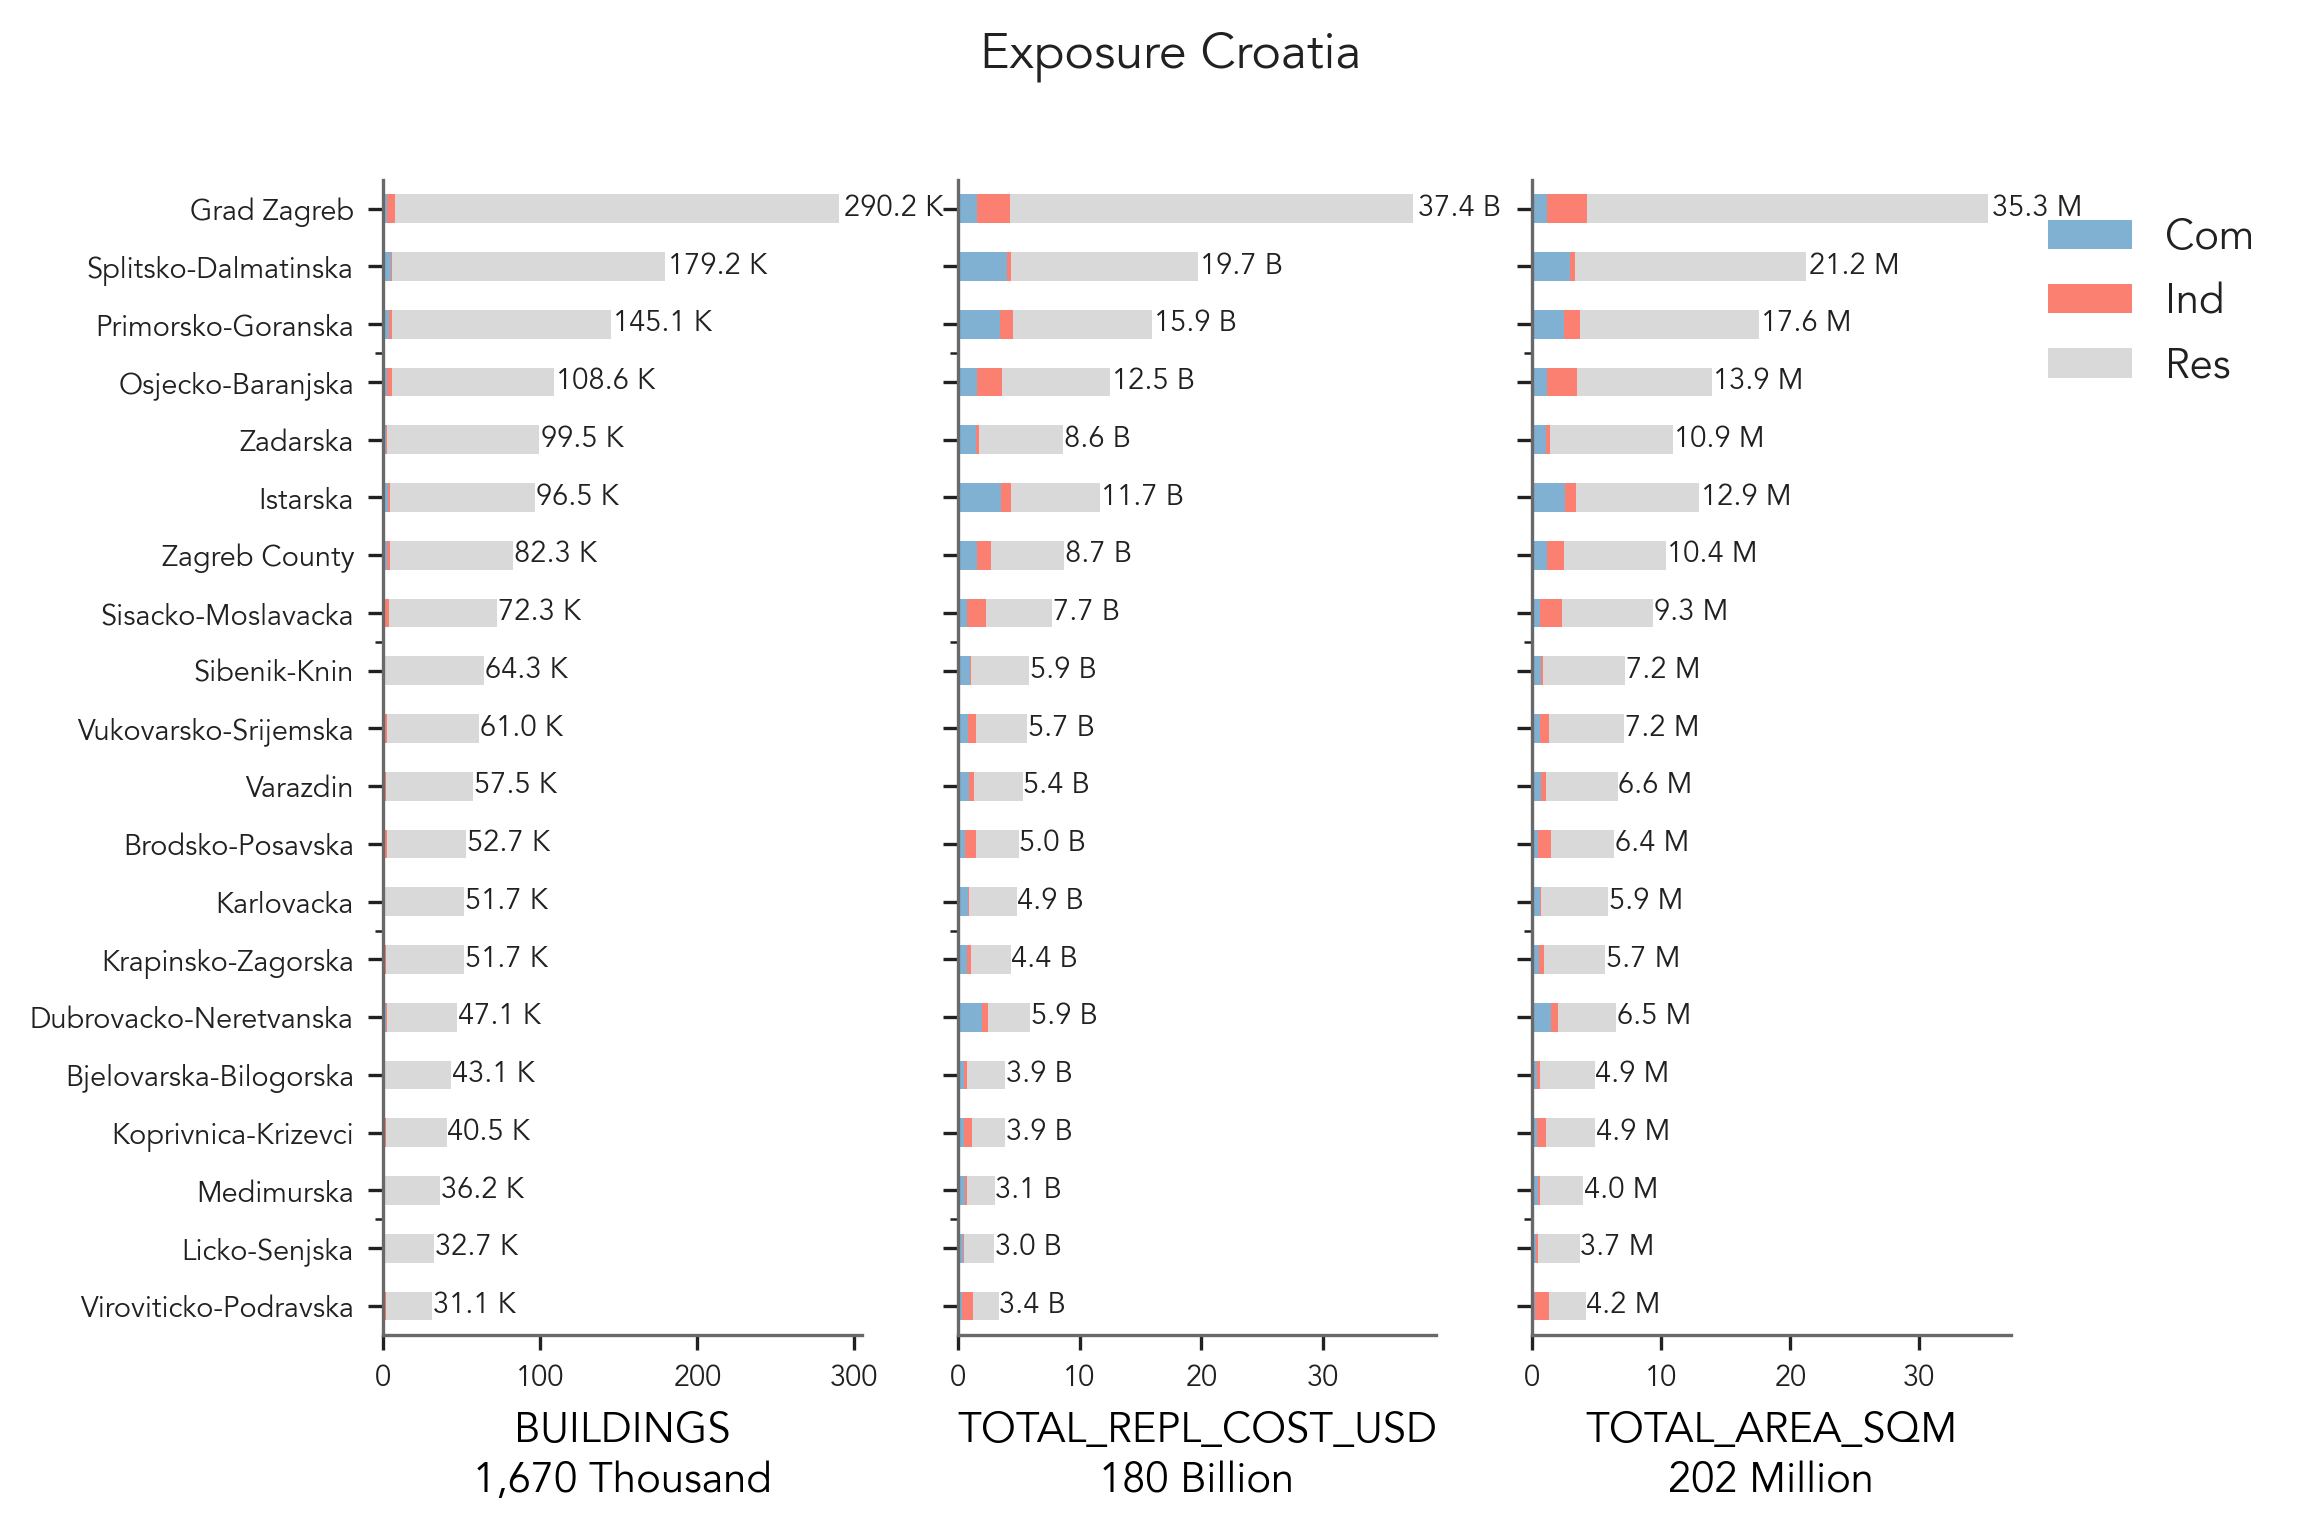 Exposure Croatia
Grad Zagreb 290.2 K 37.4 B 35.3 M
Splitsko-Dalmatinska 179.2 K 19.7 B 21.2 M
Primorsko-Goranska 145.1 K 15.9 B 17.6 M
Osjecko-Baranjska 108.6 K 12.5 B 13.9 M
Zadarska 99.5 K 8.6 B 10.9 M
Istarska 96.5 K 11.7 B 12.9 M
Zagreb County 82.3 K 8.7 B 10.4 M
Sisacko-Moslavacka 72.3 K 7.7 B 9.3 M
Sibenik-Knin 64.3 K 5.9 B 7.2 M
Vukovarsko-Srijemska 61.0 K 5.7 B 7.2 M
Varazdin 57.5 K 5.4 B 6.6 M
Brodsko-Posavska 52.7 K 5.0 B 6.4 M
Karlovacka 51.7 K 4.9 B 5.9 M
Krapinsko-Zagorska 51.7 K 4.4 B 5.7 M
Dubrovacko-Neretvanska 47.1 K 5.9 B 6.5 M
Bjelovarska-Bilogorska 43.1 K 3.9 B 4.9 M
Koprivnica-Krizevci 40.5 K 3.9 B 4.9 M
Medimurska 36.2 K 3.1 B 4.0 M
Licko-Senjska 32.7 K 3.0 B 3.7 M
Viroviticko-Podravska 31.1 K 3.4 B 4.2 M
0 100 200 300 0 10 20 30 0 10 20 30
BUILDINGS TOTAL_REPL_COST_USD TOTAL_AREA_SQM
1,670 Thousand 180 Billion 202 Million
Com
Ind
Res